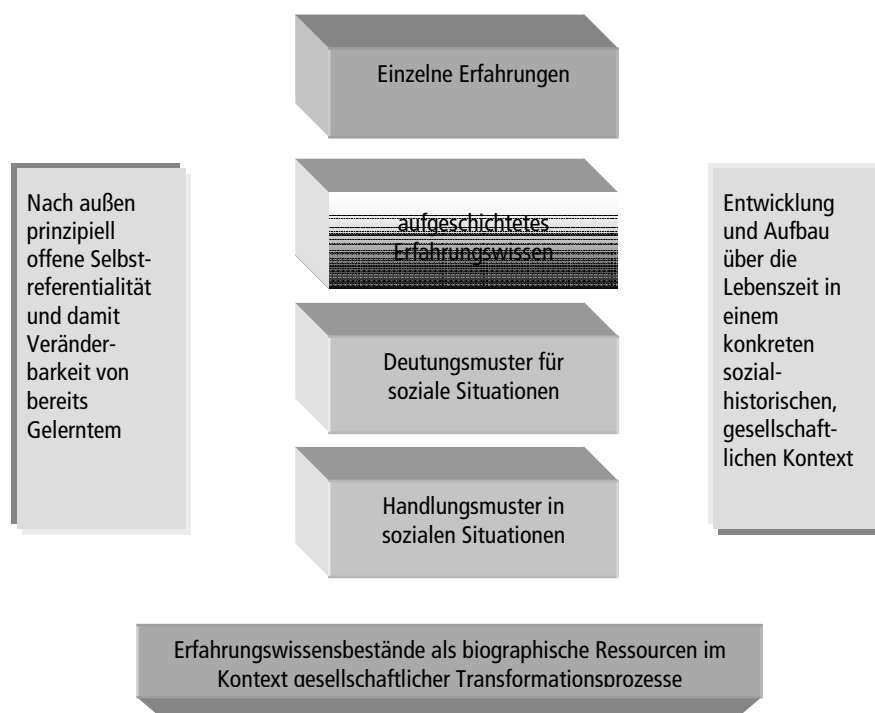 Einzelne Erfahrungen
aufgeschichtetes
Erfahrungswissen
Deutungsmuster für
soziale Situationen
Handlungsmuster in
sozialen Situationen
Nach außen
prinzipiell
offene Selbst-
referentialität
und damit
Veränder-
barkeit von
bereits
Gelerntem
Entwicklung
und Aufbau
über die
Lebenszeit in
einem
konkreten
sozial-
historischen,
gesellschaft-
lichen Kontext
Erfahrungswissensbestände als biographische Ressourcen im
Kontext gesellschaftlicher Transformationsprozesse